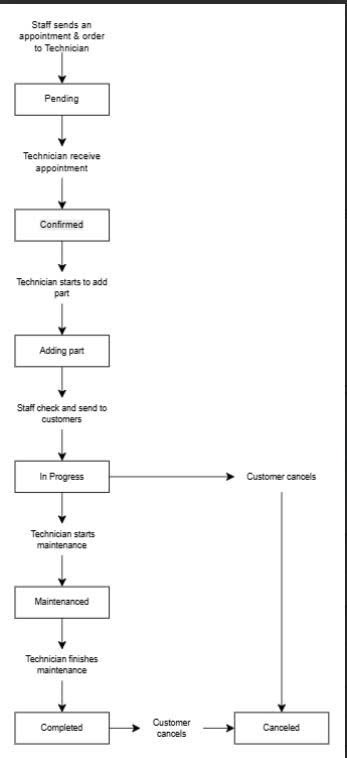 Staff sends an
appointment & order
to Technician
Pending
Technician receive
appointment
Confirmed
Technician starts to add
part
Adding part
Staff check and send to
customers
In Progress
Customer cancels
Technician starts
maintenance
Maintenanced
Technician finishes
maintenance
Completed
Customer
cancels
Canceled